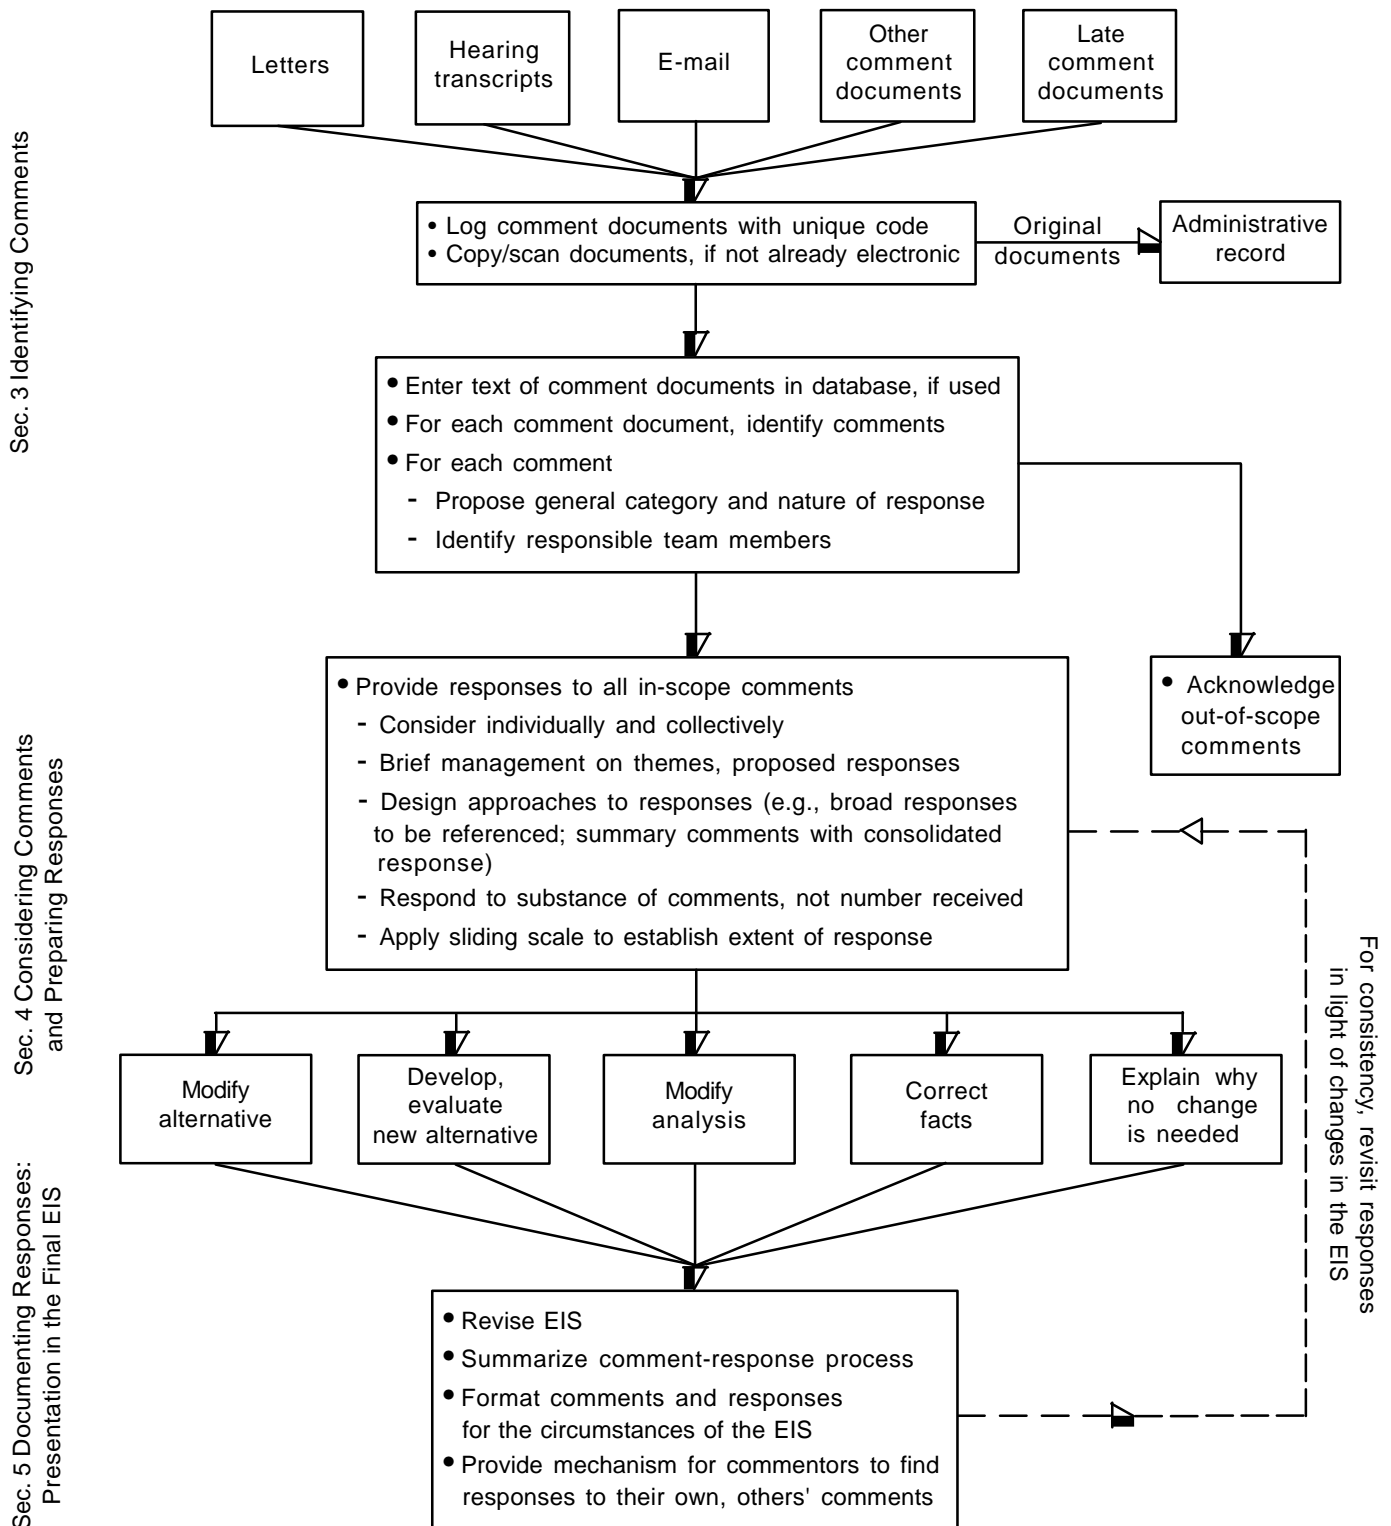 Letters
Hearing
transcripts
E-mail
Other
comment
documents
Late
comment
documents
Sec. 3 Identifying Comments
• Log comment documents with unique code
• Copy/scan documents, if not already electronic
Original
documents
Administrative
record
• Enter text of comment documents in database, if used
• For each comment document, identify comments
• For each comment
- Propose general category and nature of response
- Identify responsible team members
• Provide responses to all in-scope comments
- Consider individually and collectively
- Brief management on themes, proposed responses
- Design approaches to responses (e.g., broad responses
to be referenced; summary comments with consolidated
response)
- Respond to substance of comments, not number received
- Apply sliding scale to establish extent of response
• Acknowledge
out-of-scope
comments
Sec. 4 Considering Comments
and Preparing Responses
For consistency, revisit responses
in light of changes in the EIS
Modify
alternative
Develop,
evaluate
new alternative
Modify
analysis
Correct
facts
Explain why
no change
is needed
Sec. 5 Documenting Responses:
Presentation in the Final EIS
• Revise EIS
• Summarize comment-response process
• Format comments and responses
for the circumstances of the EIS
• Provide mechanism for commentors to find
responses to their own, others' comments